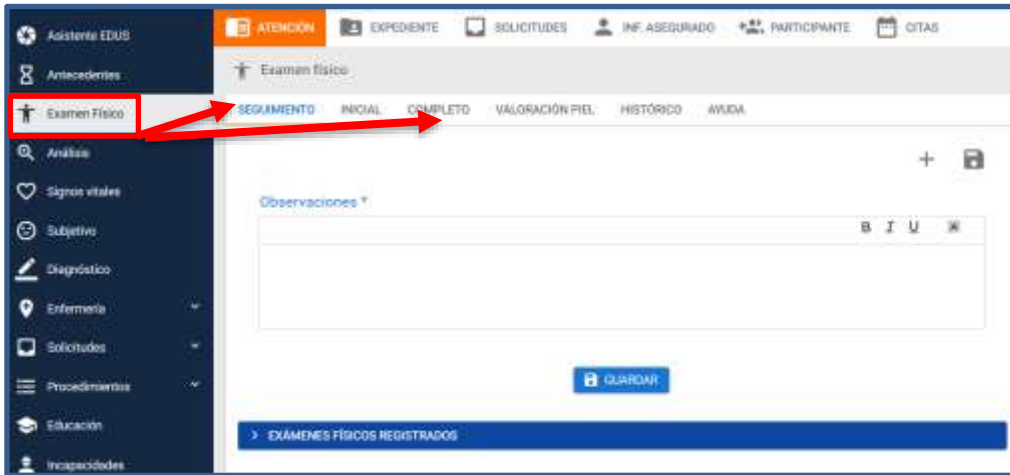 Asistente EDUS
Antecedentes
Examen Físico
Análisis
Signos vitales
Subjetivo
Diagnóstico
Enfermería
Solicitudes
Procedimientos
Educación
Incapacidades
ATENCIÓN EXPEDIENTE SOLICITUDES INF. ASEGURADO PARTICIPANTE CITAS
Examen físico
SEGUIMIENTO INICIAL COMPLETO VALORACIÓN PIEL HISTÓRICO AYUDA
Observaciones *
B I U
GUARDAR
> EXÁMENES FÍSICOS REGISTRADOS